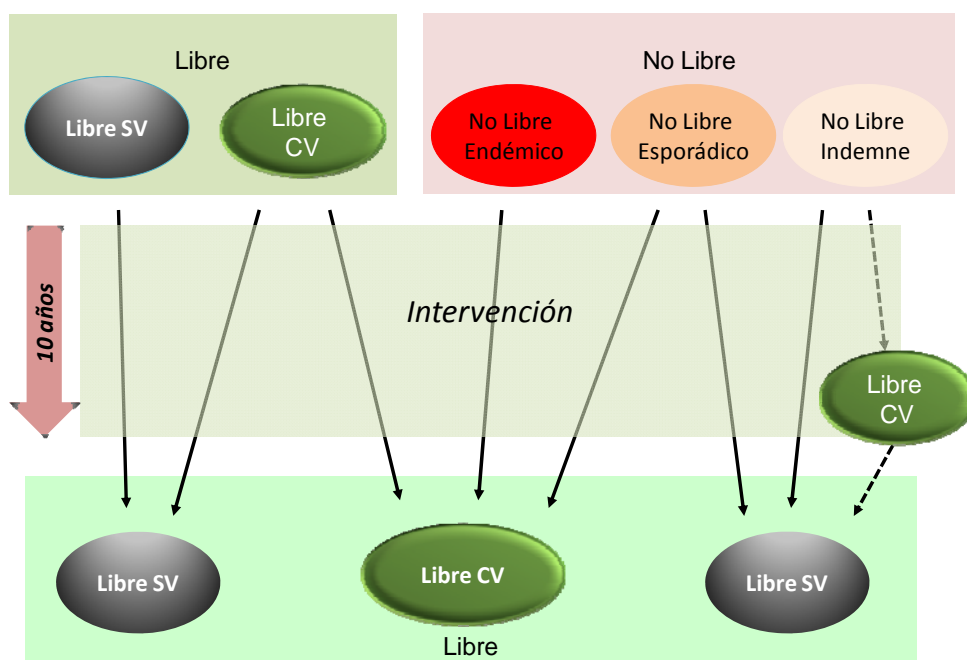 Libre
No Libre
Libre SV
Libre
CV
No Libre
Endémico
No Libre
Esporádico
No Libre
Indemne
10 años
Intervención
Libre
CV
Libre SV
Libre CV
Libre SV
Libre